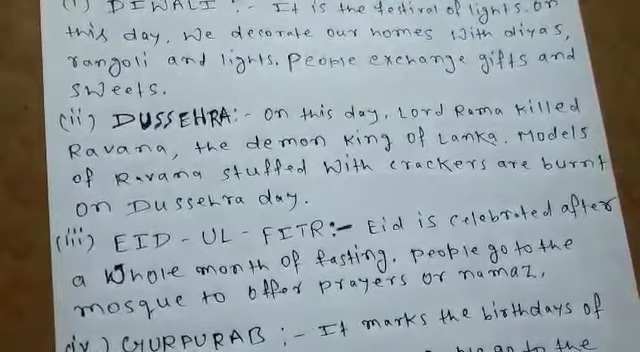 (i) DIWALI :- It is the festival of lights. On
this day, we decorate our homes with diyas,
rangoli and lights. People exchange gifts and
sweets.
(ii) DUSSEHRA:- On this day, Lord Rama killed
Ravana, the demon king of Lanka. Models
of Ravana stuffed with crackers are burnt
on Dussehra day.
(iii) EID-UL-FITR:- Eid is celebrated after
a whole month of fasting. People go to the
mosque to offer prayers or namaz.
(iv) GURPURAB :- It marks the birthdays of
go to the